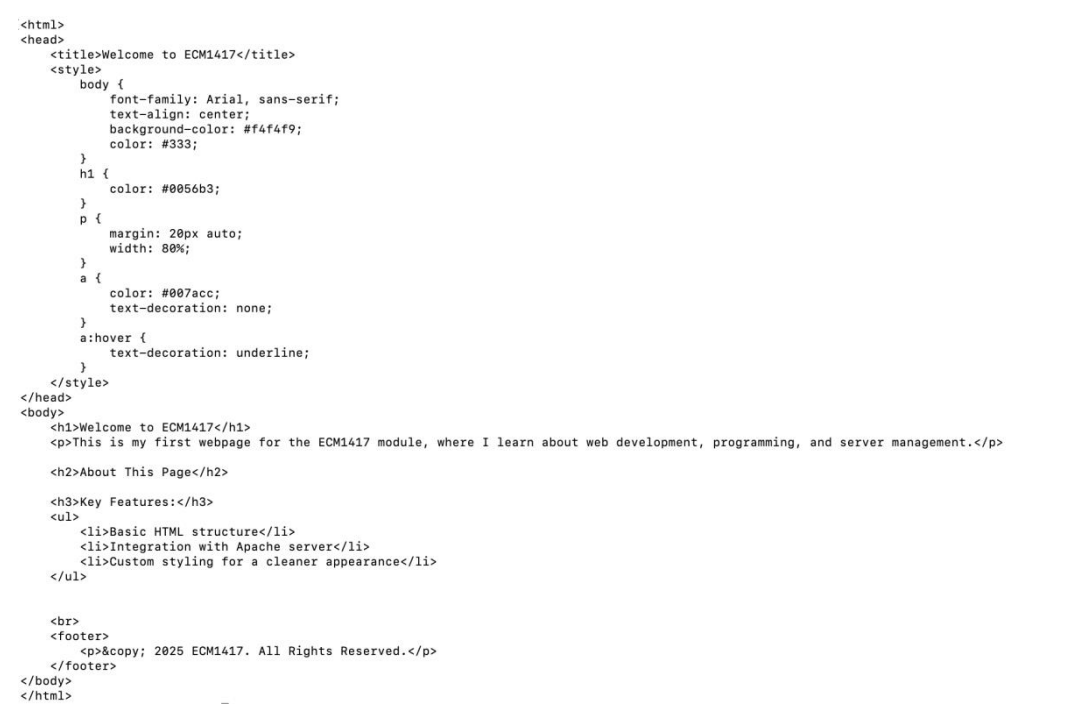 <html>
<head>
    <title>Welcome to ECM1417</title>
    <style>
        body {
            font-family: Arial, sans-serif;
            text-align: center;
            background-color: #f4f4f9;
            color: #333;
        }
        h1 {
            color: #0056b3;
        }
        p {
            margin: 20px auto;
            width: 80%;
        }
        a {
            color: #007acc;
            text-decoration: none;
        }
        a:hover {
            text-decoration: underline;
        }
    </style>
</head>
<body>
    <h1>Welcome to ECM1417</h1>
    <p>This is my first webpage for the ECM1417 module, where I learn about web development, programming, and server management.</p>
    <h2>About This Page</h2>
    <h3>Key Features:</h3>
    <ul>
        <li>Basic HTML structure</li>
        <li>Integration with Apache server</li>
        <li>Custom styling for a cleaner appearance</li>
    </ul>
    <br>
    <footer>
        <p>&copy; 2025 ECM1417. All Rights Reserved.</p>
    </footer>
</body>
</html>